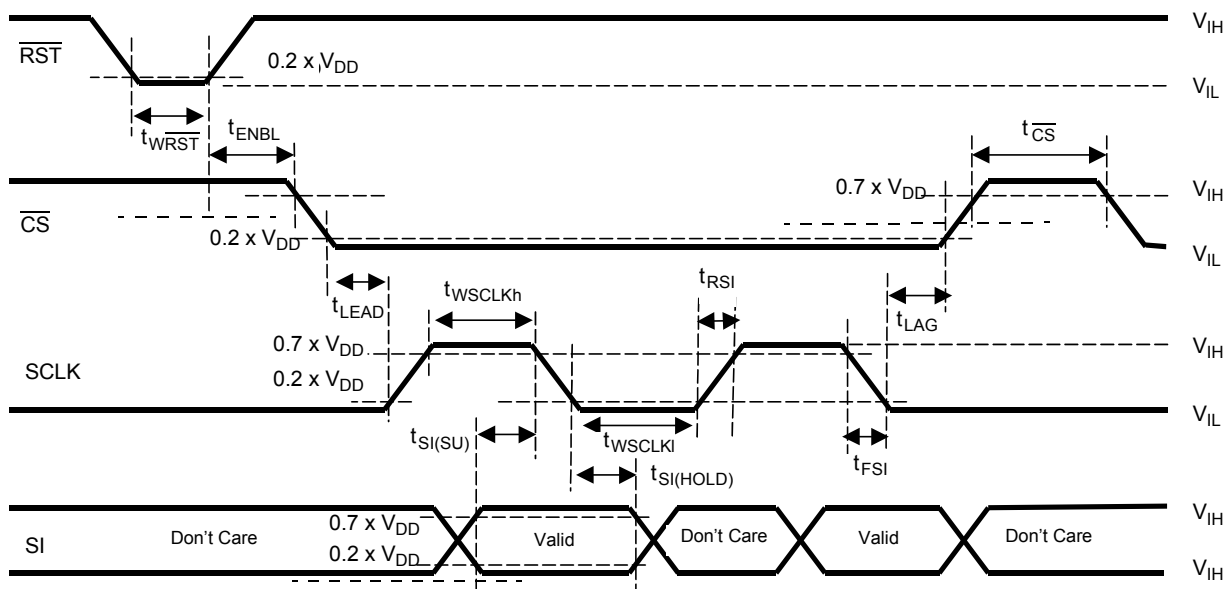 VIH
RST
0.2 x VDD
VIL
tWRST
tENBL
tCS
0.7 x VDD
VIH
CS
0.2 x VDD
VIL
tRSI
tLEAD
tWSCLKh
tLAG
0.7 x VDD
VIH
SCLK
0.2 x VDD
VIL
tSI(SU)
tWSCLKl
tFSI
tSI(HOLD)
VIH
0.7 x VDD
SI
Don't Care
Valid
Don't Care
Valid
Don't Care
0.2 x VDD
VIH